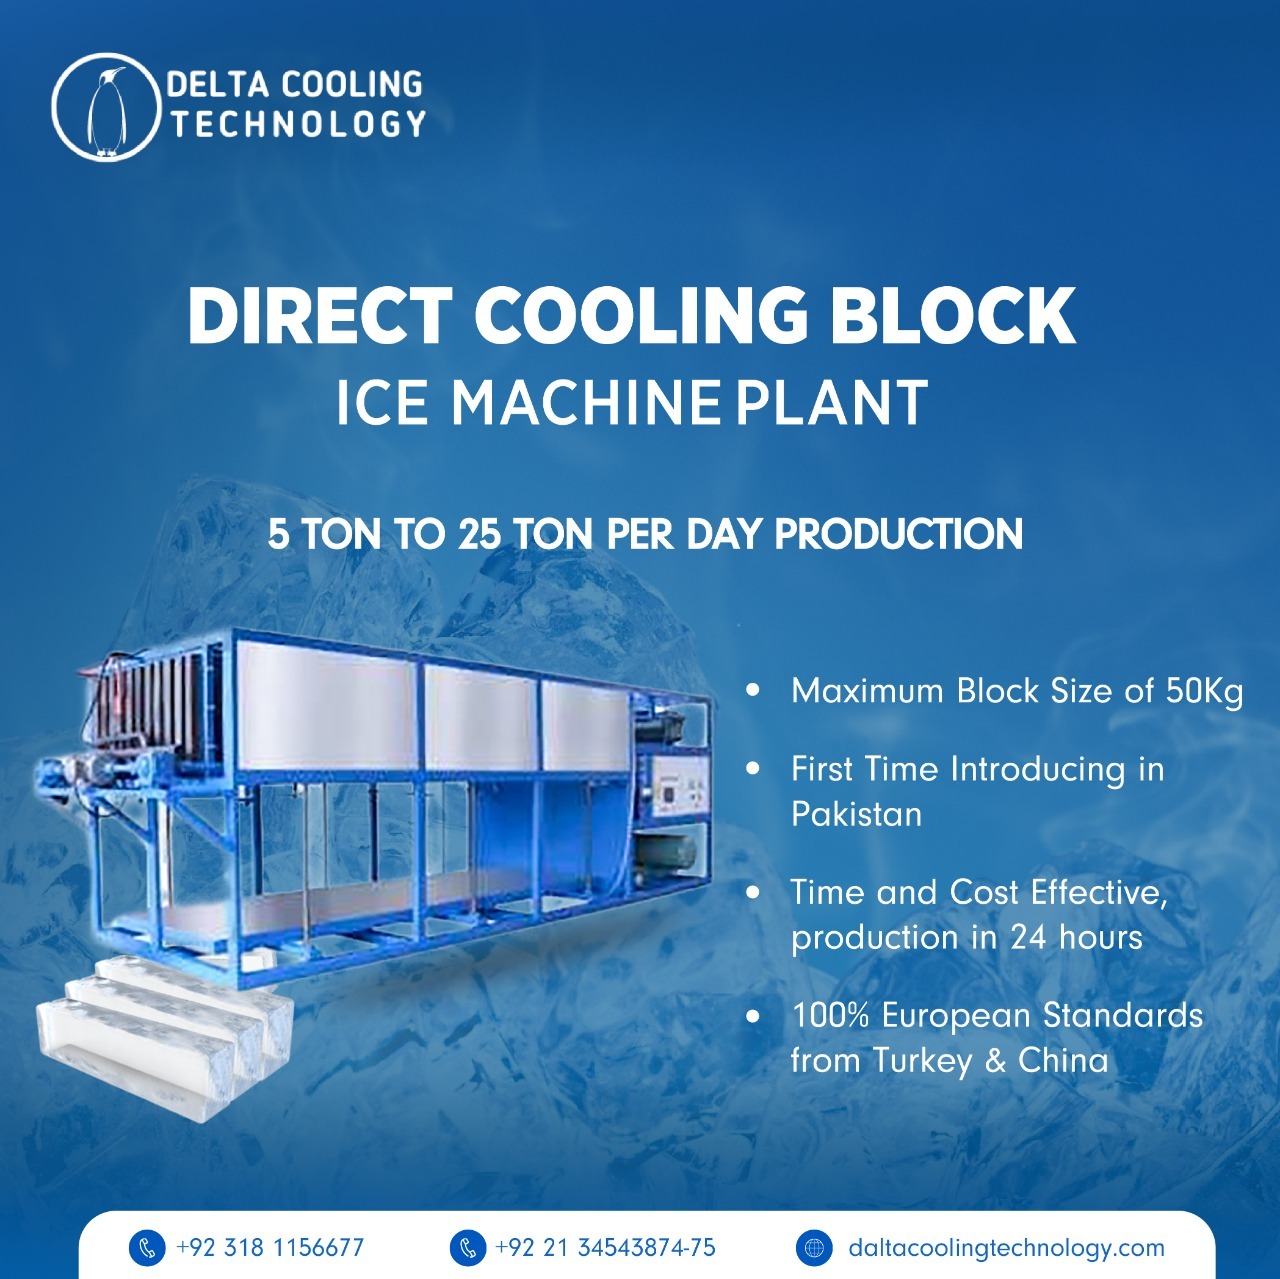 DELTA COOLING
TECHNOLOGY
DIRECT COOLING BLOCK
ICE MACHINE PLANT
5 TON TO 25 TON PER DAY PRODUCTION
• Maximum Block Size of 50Kg
• First Time Introducing in
Pakistan
• Time and Cost Effective,
production in 24 hours
• 100% European Standards
from Turkey & China
+92 318 1156677
+92 21 34543874-75
daltacoolingtechnology.com